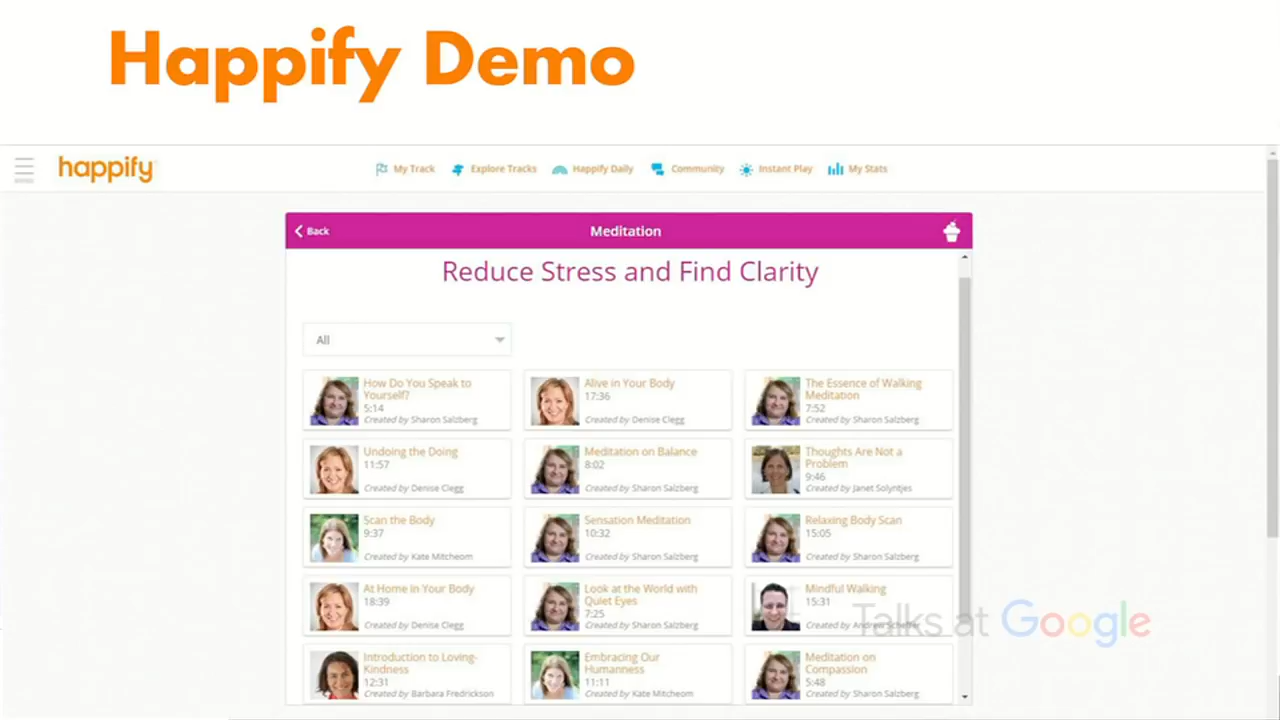 Happify Demo
happify
My Track
Explore Tracks
Happify Daily
Community
Instant Play
My Stats
Back
Meditation
Reduce Stress and Find Clarity
All
How Do You Speak to
Yourself?
5:14
Created by Sharon Salzberg
Alive in Your Body
17:36
Created by Denise Clegg
The Essence of Walking
Meditation
7:52
Created by Sharon Salzberg
Undoing the Doing
11:57
Created by Denise Clegg
Meditation on Balance
8:02
Created by Sharon Salzberg
Thoughts Are Not a
Problem
9:46
Created by Janet Solyntjes
Scan the Body
9:37
Created by Kate Mitcheom
Sensation Meditation
10:32
Created by Sharon Salzberg
Relaxing Body Scan
15:05
Created by Sharon Salzberg
At Home in Your Body
18:39
Created by Denise Clegg
Look at the World with
Quiet Eyes
7:25
Created by Sharon Salzberg
Mindful Walking
15:31
Created by Andrea Scheffer
Talks at Google
Introduction to Loving-
Kindness
12:31
Created by Barbara Fredrickson
Embracing Our
Humanness
11:11
Created by Kate Mitcheom
Meditation on
Compassion
5:48
Created by Sharon Salzberg